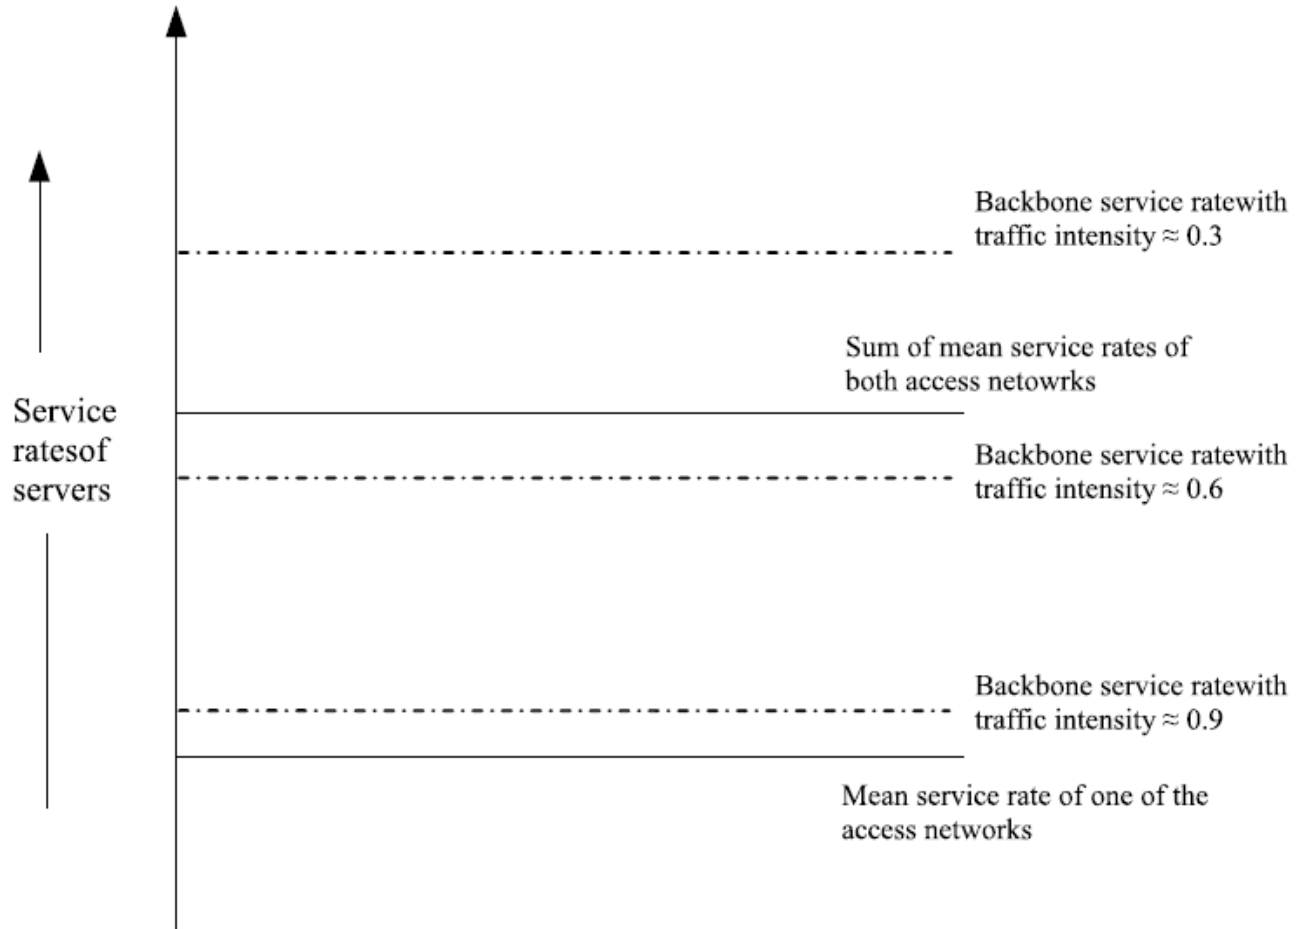 Backbone service ratewith
traffic intensity ≈ 0.3
Sum of mean service rates of
both access netowrks
Service
ratesof
servers
Backbone service ratewith
traffic intensity ≈ 0.6
Backbone service ratewith
traffic intensity ≈ 0.9
Mean service rate of one of the
access networks